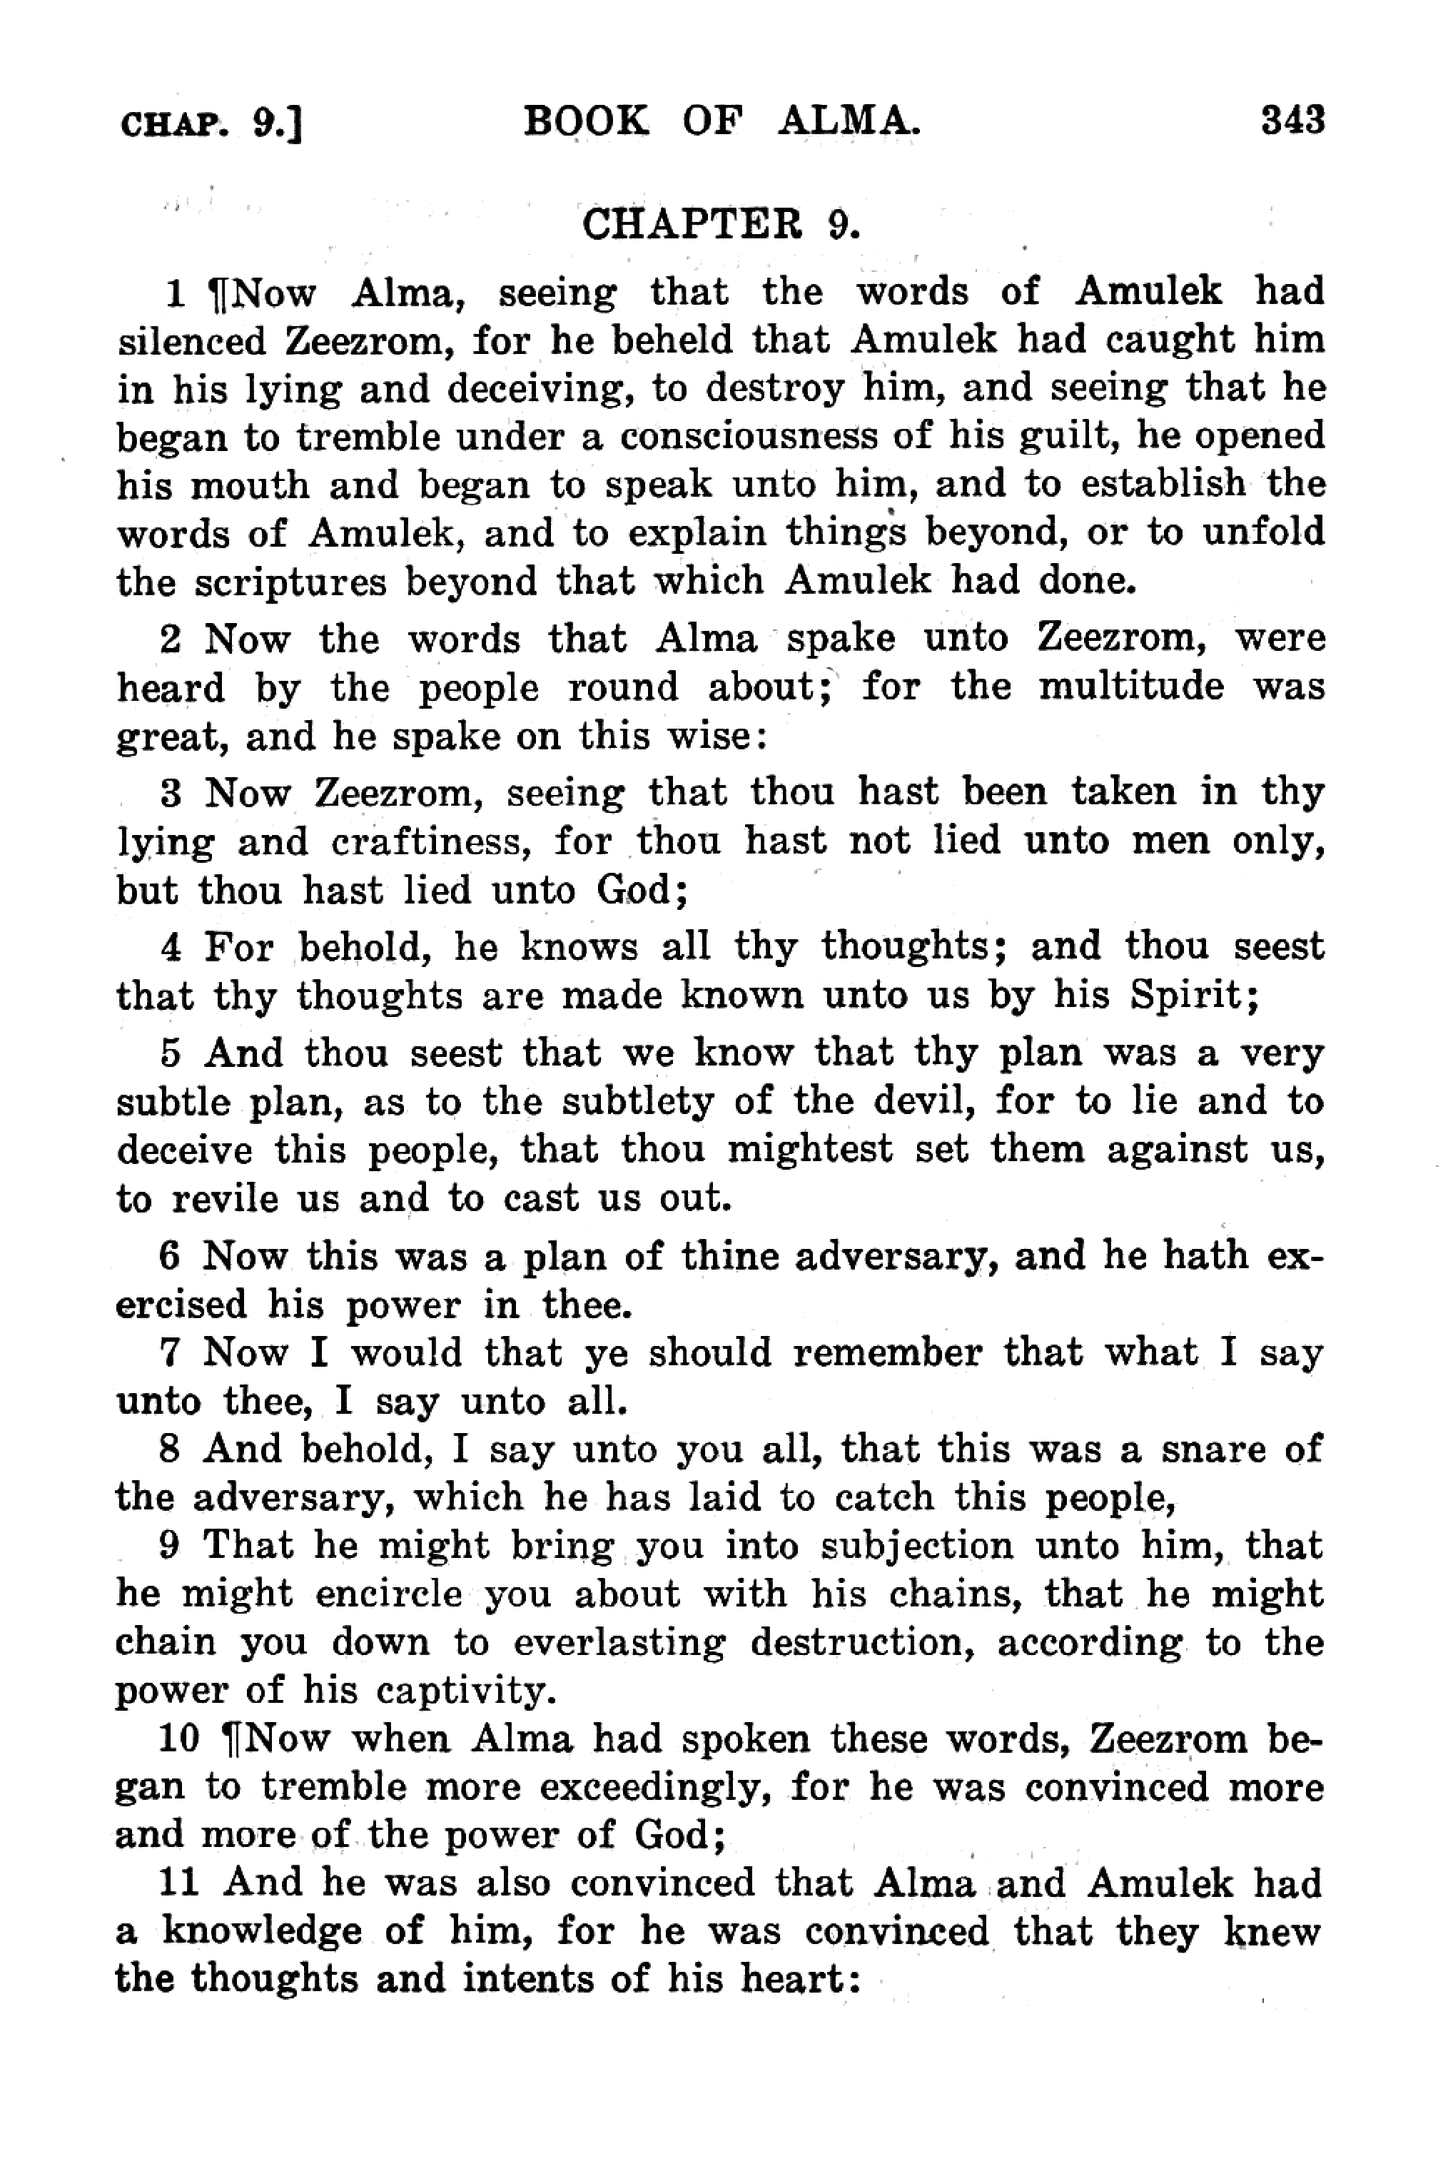 CHAP. 9.] BOOK OF ALMA. 343
CHAPTER 9.
1 ¶Now Alma, seeing that the words of Amulek had
silenced Zeezrom, for he beheld that Amulek had caught him
in his lying and deceiving, to destroy him, and seeing that he
began to tremble under a consciousness of his guilt, he opened
his mouth and began to speak unto him, and to establish the
words of Amulek, and to explain things beyond, or to unfold
the scriptures beyond that which Amulek had done.
2 Now the words that Alma spake unto Zeezrom, were
heard by the people round about; for the multitude was
great, and he spake on this wise:
3 Now Zeezrom, seeing that thou hast been taken in thy
lying and craftiness, for thou hast not lied unto men only,
but thou hast lied unto God;
4 For behold, he knows all thy thoughts; and thou seest
that thy thoughts are made known unto us by his Spirit;
5 And thou seest that we know that thy plan was a very
subtle plan, as to the subtlety of the devil, for to lie and to
deceive this people, that thou mightest set them against us,
to revile us and to cast us out.
6 Now this was a plan of thine adversary, and he hath ex-
ercised his power in thee.
7 Now I would that ye should remember that what I say
unto thee, I say unto all.
8 And behold, I say unto you all, that this was a snare of
the adversary, which he has laid to catch this people,
9 That he might bring you into subjection unto him, that
he might encircle you about with his chains, that he might
chain you down to everlasting destruction, according to the
power of his captivity.
10 ¶Now when Alma had spoken these words, Zeezrom be-
gan to tremble more exceedingly, for he was convinced more
and more of the power of God;
11 And he was also convinced that Alma and Amulek had
a knowledge of him, for he was convinced that they knew
the thoughts and intents of his heart: